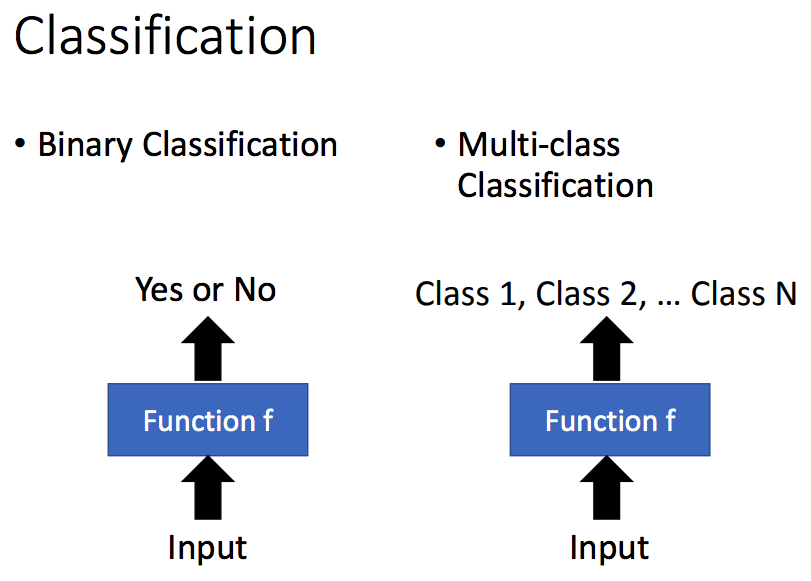 Classification
• Binary Classification
• Multi-class
Classification
Yes or No
Function f
Input
Class 1, Class 2, ... Class N
Function f
Input